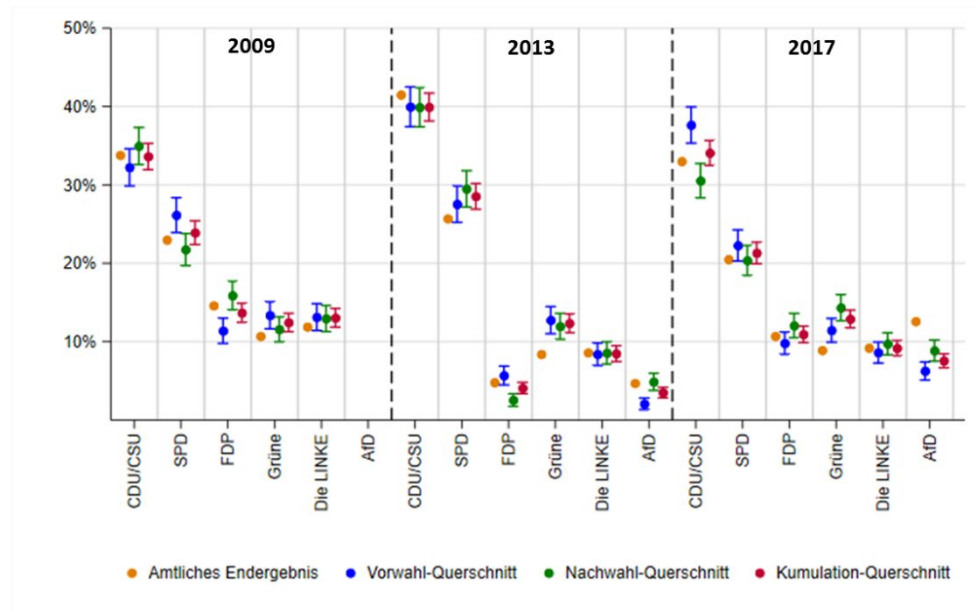 50%
2009
2013
2017
40%
30%
20%
10%
CDU/CSU
SPD
FDP
Grüne
Die LINKE
AfD
CDU/CSU
SPD
FDP
Grüne
Die LINKE
AfD
CDU/CSU
SPD
FDP
Grüne
Die LINKE
AfD
Amtliches Endergebnis Vorwahl-Querschnitt Nachwahl-Querschnitt Kumulation-Querschnitt